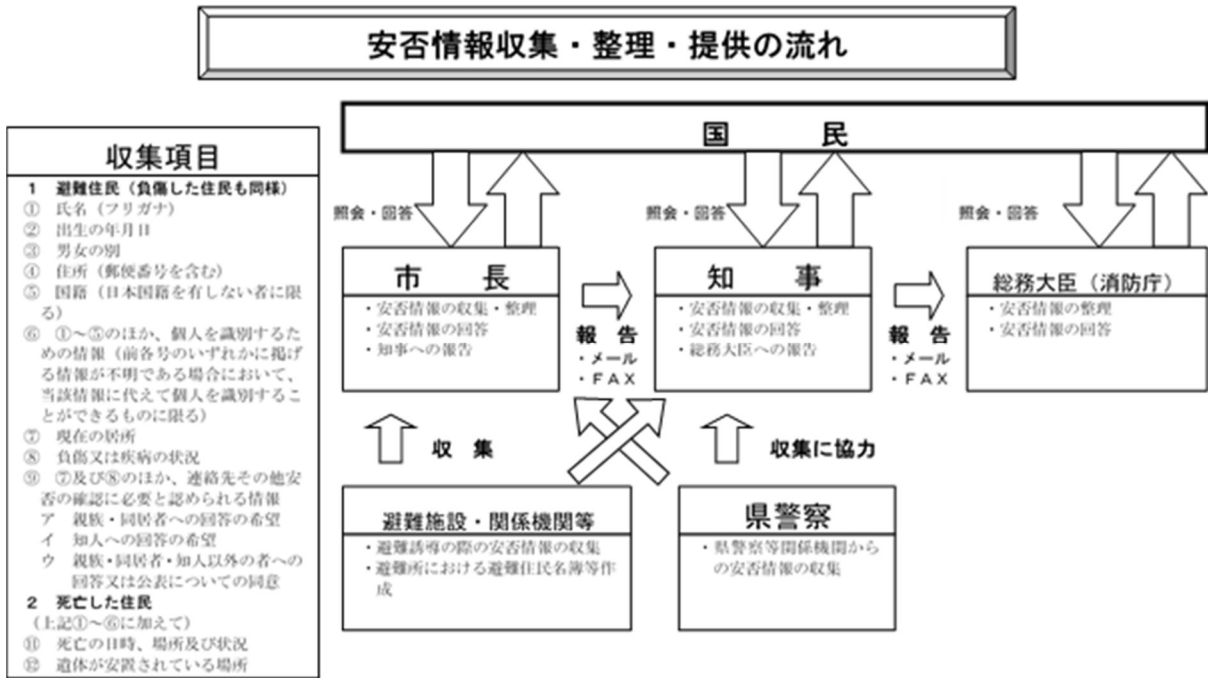 安否情報収集・整理・提供の流れ
国　　民
収集項目
1　避難住民（負傷した住民も同様）
①　氏名（フリガナ）
②　出生の年月日
③　男女の別
④　住所（郵便番号を含む）
⑤　国籍（日本国籍を有しない者に限
る）
⑥　①～⑤のほか、個人を識別するた
めの情報（前各号のいずれかに掲げ
る情報が不明である場合において、
当該情報に代えて個人を識別するこ
とができるものに限る）
⑦　現在の居所
⑧　負傷又は疾病の状況
⑨　⑦及び⑧のほか、連絡先その他安
否の確認に必要と認められる情報
ア　親族・同居者への回答の希望
イ　知人への回答の希望
ウ　親族・同居者・知人以外の者への
回答又は公表についての同意
2　死亡した住民
（上記①～⑥に加えて）
⑪　死亡の日時、場所及び状況
⑫　遺体が安置されている場所
照会・回答
照会・回答
照会・回答
市　　長
・安否情報の収集・整理
・安否情報の回答
・知事への報告
報　告
・メール
・ＦＡＸ
知　　事
・安否情報の収集・整理
・安否情報の回答
・総務大臣への報告
報　告
・メール
・ＦＡＸ
総務大臣（消防庁）
・安否情報の整理
・安否情報の回答
収　集
収集に協力
避難施設・関係機関等
・避難誘導の際の安否情報の収集
・避難所における避難住民名簿等作
成
県警察
・県警察等関係機関から
の安否情報の収集